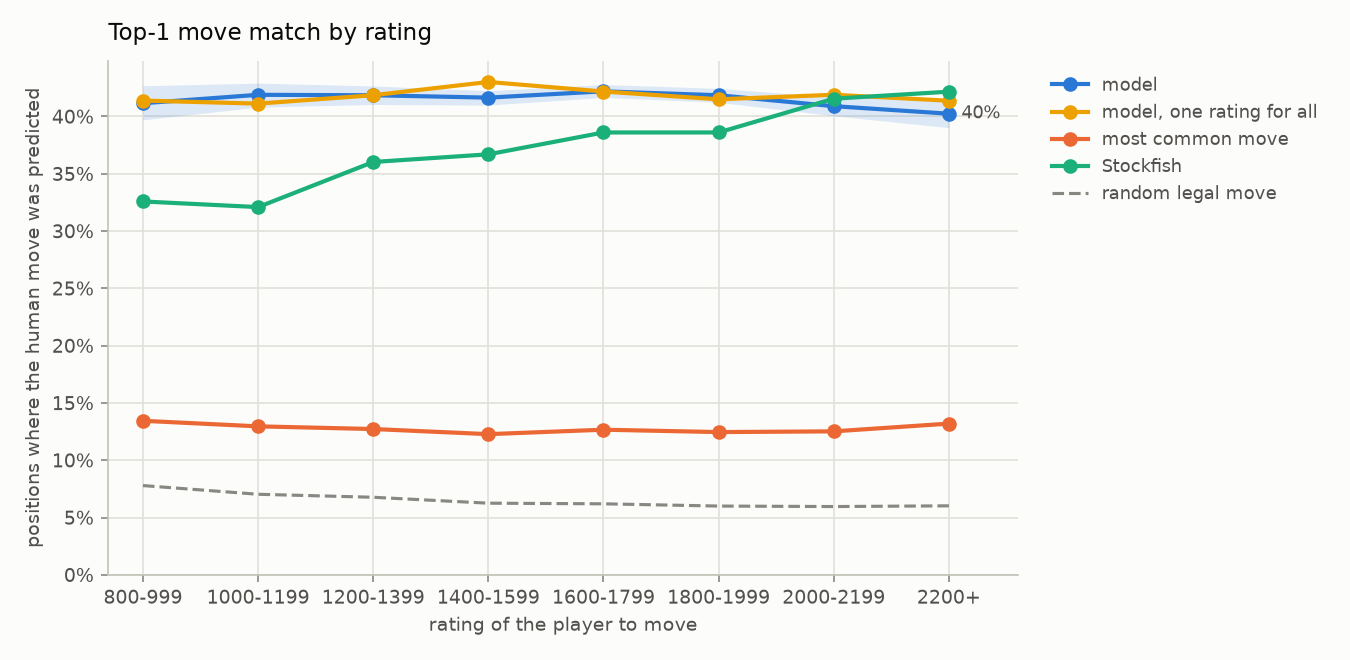 Top-1 move match by rating
positions where the human move was predicted
40%
35%
30%
25%
20%
15%
10%
5%
0%
40%
800-999 1000-1199 1200-1399 1400-1599 1600-1799 1800-1999 2000-2199 2200+
rating of the player to move
model
model, one rating for all
most common move
Stockfish
random legal move